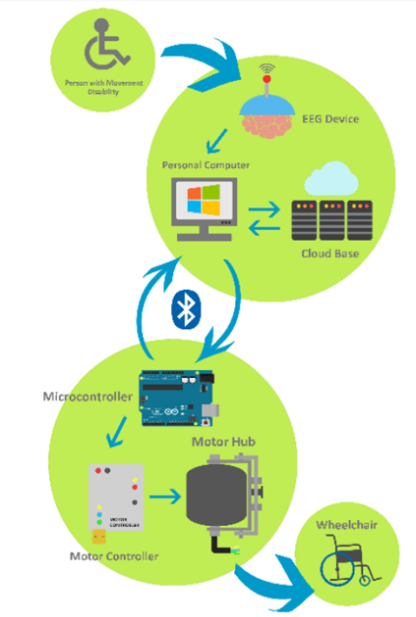 Person with Movement
Disability
EEG Device
Personal Computer
Cloud Base
Microcontroller
Motor Hub
MOTOR
CONTROLLER
Motor Controller
Wheelchair